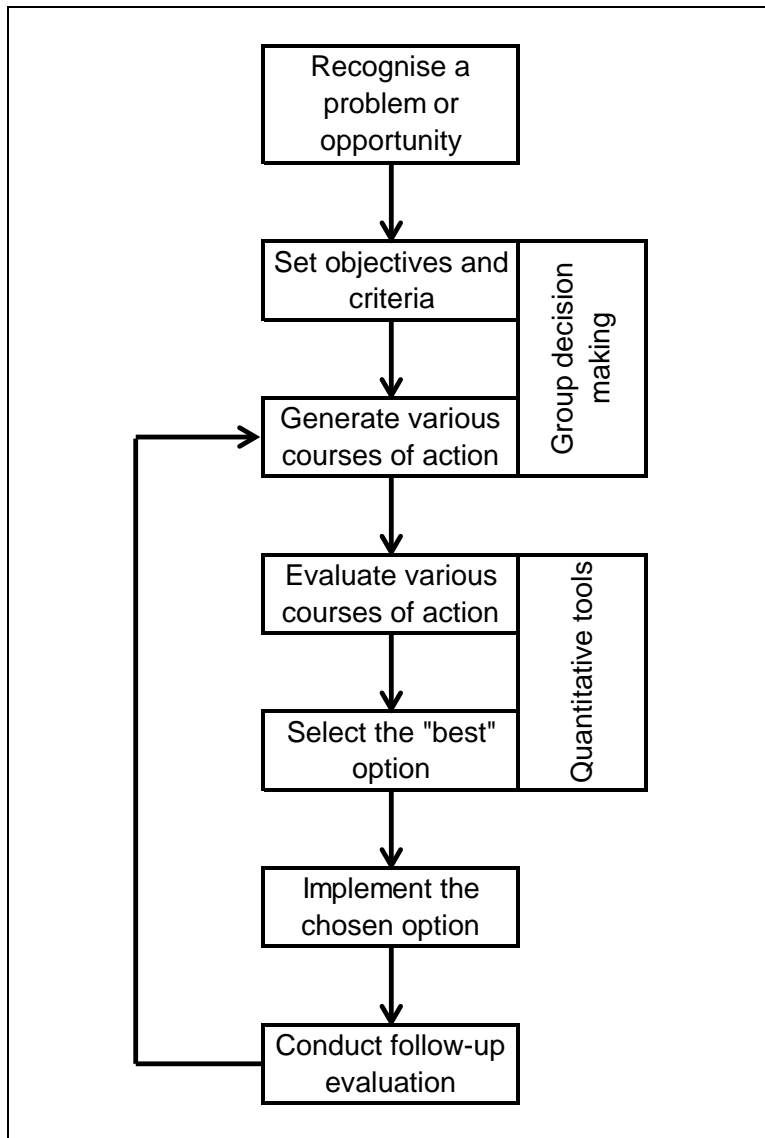 Recognise a
problem or
opportunity
Set objectives and
criteria
Group decision
making
Generate various
courses of action
Evaluate various
courses of action
Quantitative tools
Select the "best"
option
Implement the
chosen option
Conduct follow-up
evaluation